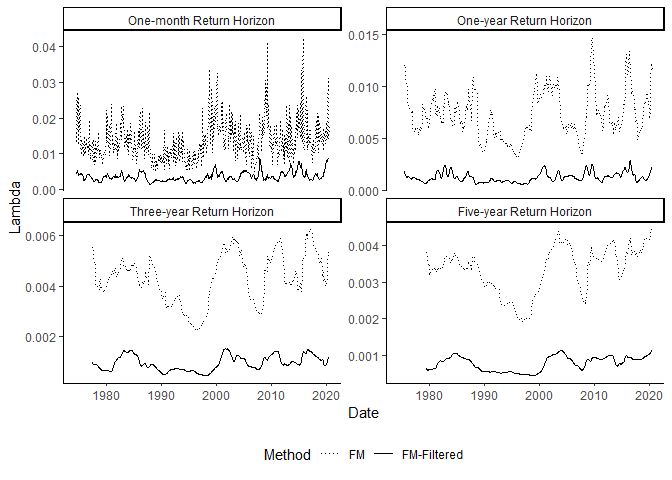 One-month Return Horizon
One-year Return Horizon
0.04
0.03
0.02
0.01
0.00
0.015
0.010
0.005
0.000
Lambda
Three-year Return Horizon
Five-year Return Horizon
0.006
0.004
0.002
0.004
0.003
0.002
0.001
1980 1990 2000 2010 2020
1980 1990 2000 2010 2020
Date
Method FM FM-Filtered